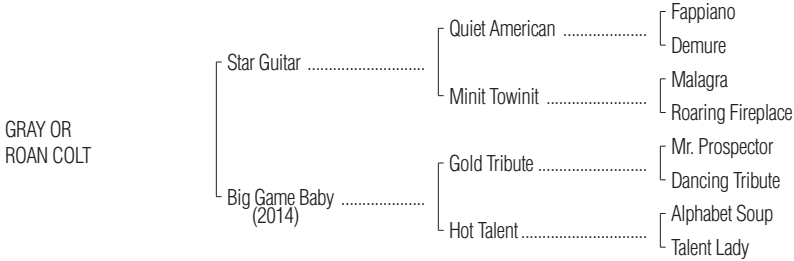 Fappiano
Quiet American ....................
Demure
Star Guitar ............................
Malagra
Minit Towinit ........................
Roaring Fireplace
GRAY OR
ROAN COLT
Mr. Prospector
Gold Tribute ..........................
Dancing Tribute
Big Game Baby ....................
(2014)
Alphabet Soup
Hot Talent..............................
Talent Lady